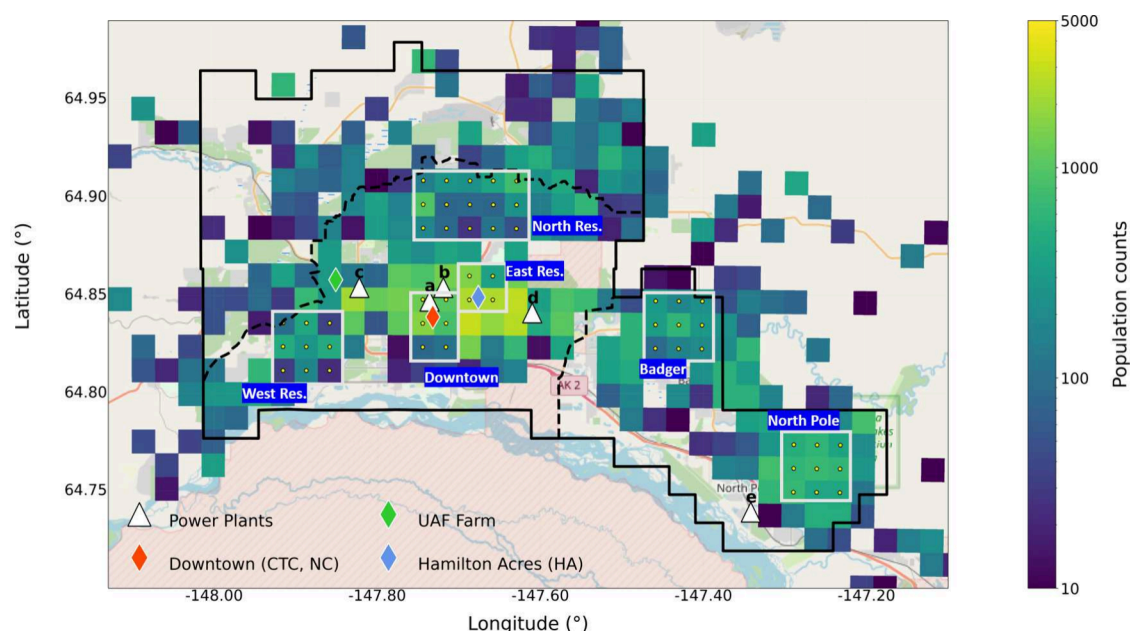 5000
64.95
1000
64.90
North Res.
East Res.
c
b
a
d
64.85
Latitude (°)
Population counts
Downtown
Badger
AK 2
100
64.80
West Res.
North Pole
64.75
North P
e
Power Plants
UAF Farm
Downtown (CTC, NC)
Hamilton Acres (HA)
10
-148.00
-147.80
-147.60
-147.40
-147.20
Longitude (°)